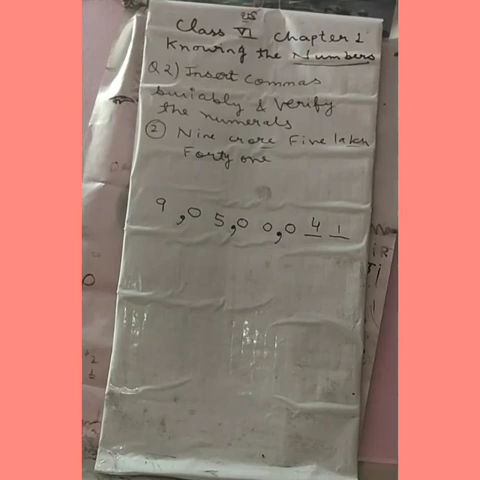 Class VI Chapter 1
Knowing the Numbers
Q2) Insert Commas
Suiably & Verify
the numerals
② Nine crore Five lakh
Forty one
9,05,00,041